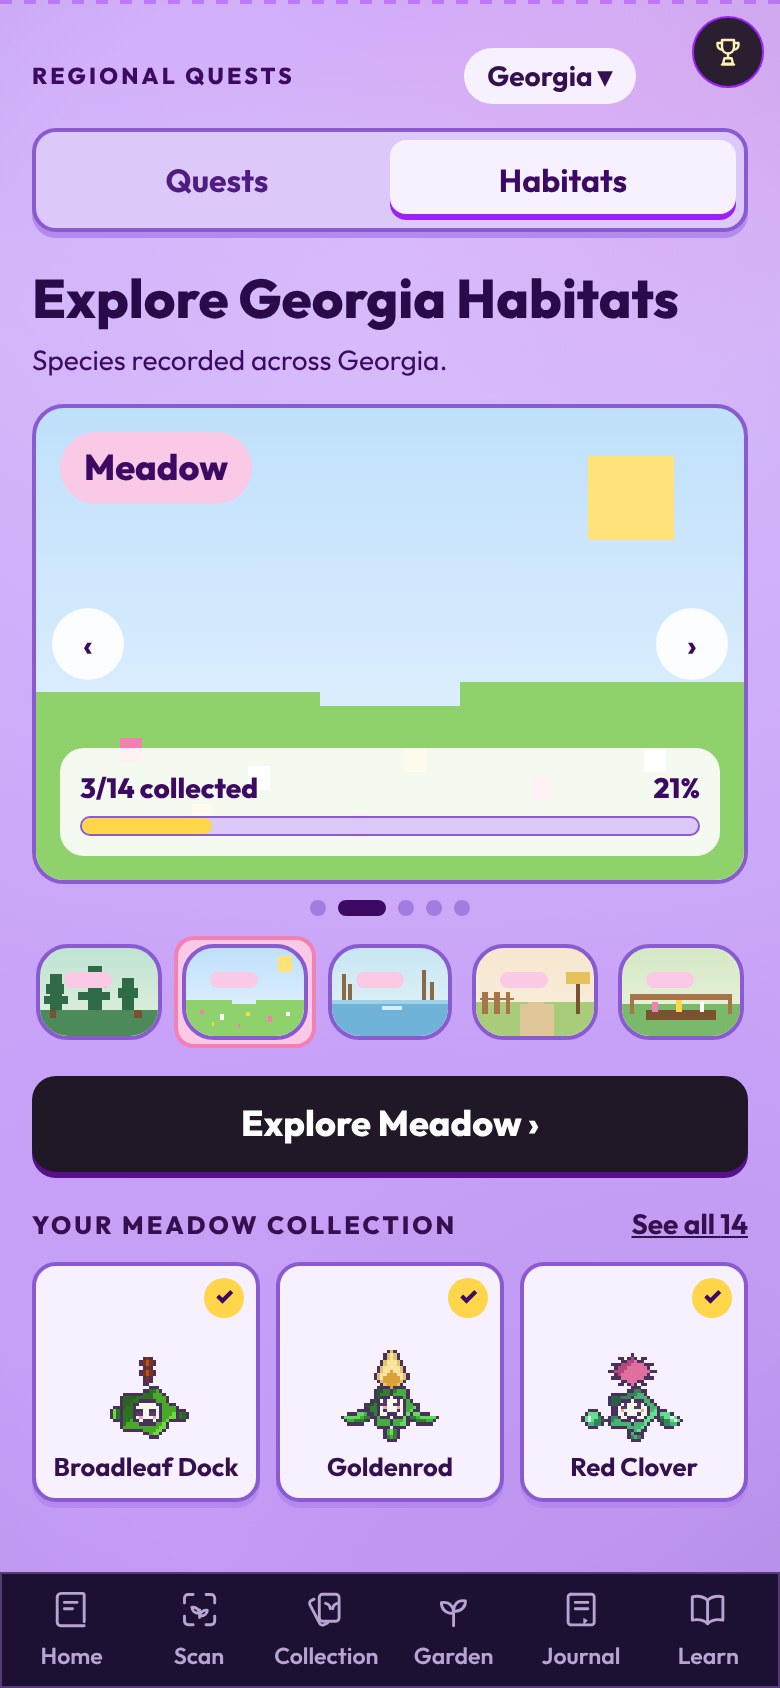 REGIONAL QUESTS
Georgia ▾
Quests
Habitats
Explore Georgia Habitats
Species recorded across Georgia.
Meadow
‹
›
3/14 collected
21%
Explore Meadow ›
YOUR MEADOW COLLECTION
See all 14
Broadleaf Dock
Goldenrod
Red Clover
Home
Scan
Collection
Garden
Journal
Learn